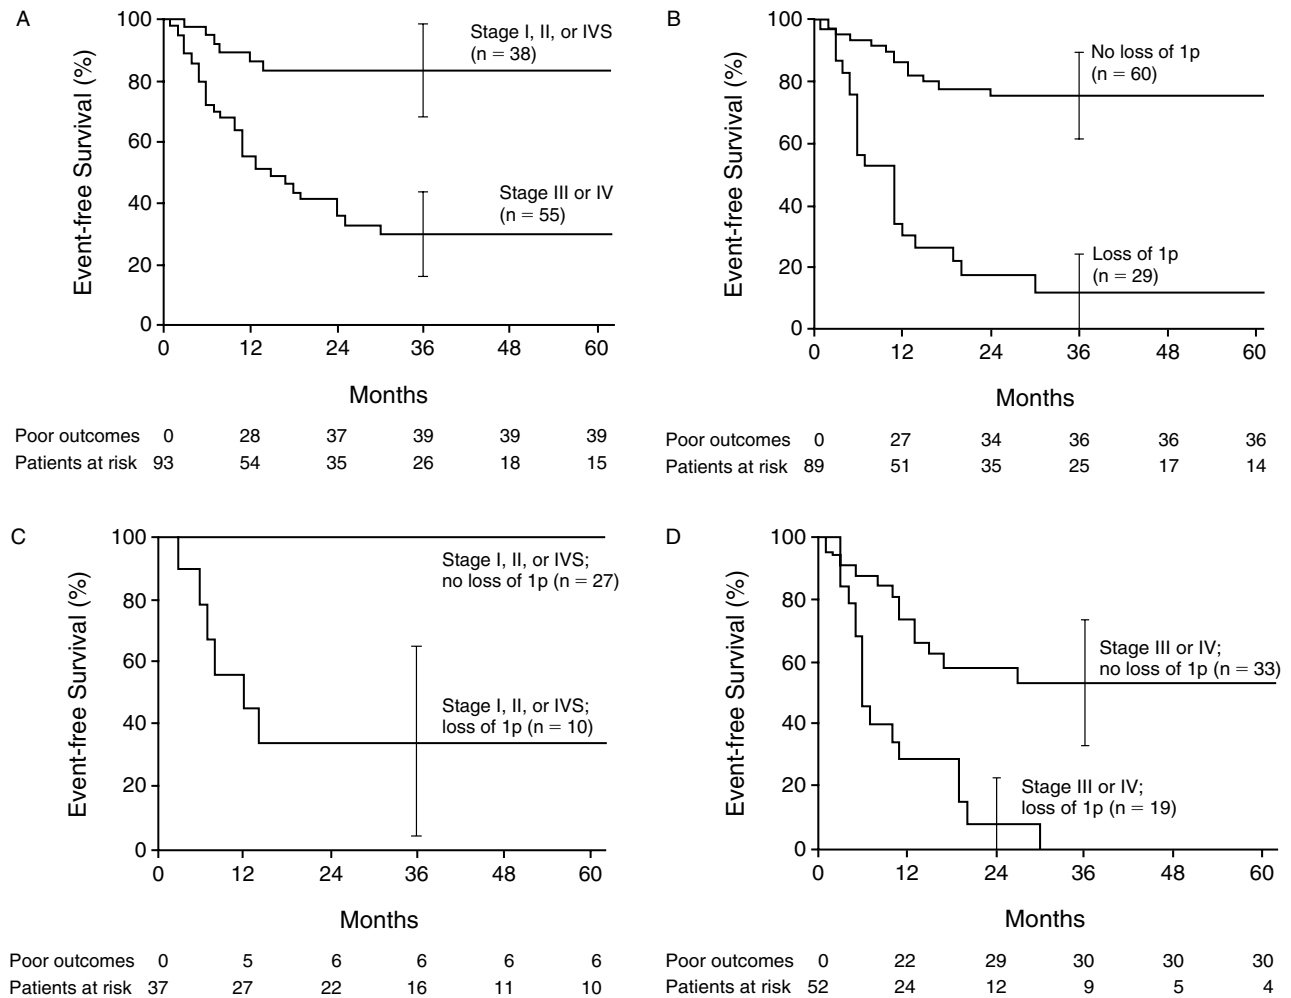 A
Event-free Survival (%)
100
80
60
40
20
0
Stage I, II, or IVS
(n = 38)
Stage III or IV
(n = 55)
0 12 24 36 48 60
Months
Poor outcomes 0 28 37 39 39 39
Patients at risk 93 54 35 26 18 15
B
Event-free Survival (%)
100
80
60
40
20
0
No loss of 1p
(n = 60)
Loss of 1p
(n = 29)
0 12 24 36 48 60
Months
Poor outcomes 0 27 34 36 36 36
Patients at risk 89 51 35 25 17 14
C
Event-free Survival (%)
100
80
60
40
20
0
Stage I, II, or IVS;
no loss of 1p (n = 27)
Stage I, II, or IVS;
loss of 1p (n = 10)
0 12 24 36 48 60
Months
Poor outcomes 0 5 6 6 6 6
Patients at risk 37 27 22 16 11 10
D
Event-free Survival (%)
100
80
60
40
20
0
Stage III or IV;
no loss of 1p (n = 33)
Stage III or IV;
loss of 1p (n = 19)
0 12 24 36 48 60
Months
Poor outcomes 0 22 29 30 30 30
Patients at risk 52 24 12 9 5 4